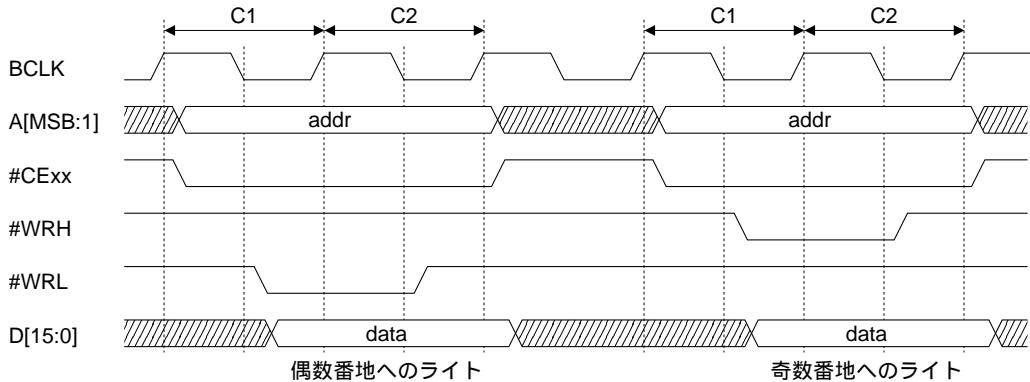 C1 C2 C1 C2
BCLK
A[MSB:1] addr addr
#CExx
#WRH
#WRL
D[15:0] data data
偶数番地へのライト 奇数番地へのライト